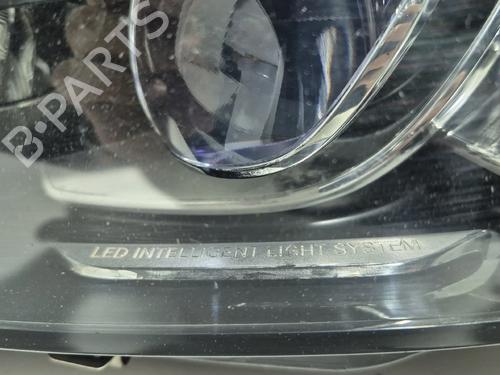 B-PARTS
LED INTELLIGENT LIGHT SYSTEM